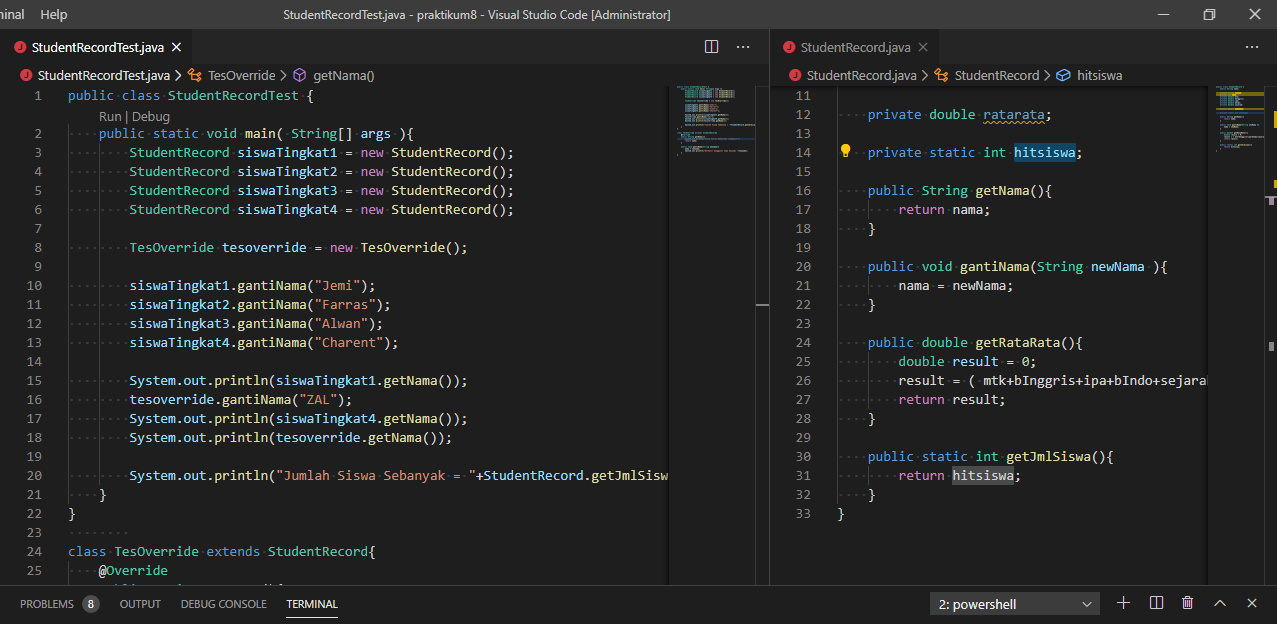 inal Help StudentRecordTest.java - praktikum8 - Visual Studio Code [Administrator]
StudentRecordTest.java
StudentRecordTest.java > TesOverride > getNama()
1 public class StudentRecordTest {
Run | Debug
2 public static void main( String[] args ){
3 StudentRecord siswaTingkat1 = new StudentRecord();
4 StudentRecord siswaTingkat2 = new StudentRecord();
5 StudentRecord siswaTingkat3 = new StudentRecord();
6 StudentRecord siswaTingkat4 = new StudentRecord();
7
8 TesOverride tesoverride = new TesOverride();
9
10 siswaTingkat1.gantiNama("Jemi");
11 siswaTingkat2.gantiNama("Farras");
12 siswaTingkat3.gantiNama("Alwan");
13 siswaTingkat4.gantiNama("Charent");
14
15 System.out.println(siswaTingkat1.getNama());
16 tesoverride.gantiNama("ZAL");
17 System.out.println(siswaTingkat4.getNama());
18 System.out.println(tesoverride.getNama());
19
20 System.out.println("Jumlah Siswa Sebanyak = "+StudentRecord.getJmlSisw
21 }
22 }
23
24 class TesOverride extends StudentRecord{
25 @Override
StudentRecord.java
StudentRecord.java > StudentRecord > hitsiswa
11
12 private double ratarata;
13
14 private static int hitsiswa;
15
16 public String getNama(){
17 return nama;
18 }
19
20 public void gantiNama(String newNama ){
21 nama = newNama;
22 }
23
24 public double getRataRata(){
25 double result = 0;
26 result = ( mtk+bInggris+ipa+bIndo+sejara
27 return result;
28 }
29
30 public static int getJmlSiswa(){
31 return hitsiswa;
32 }
33 }
PROBLEMS 8 OUTPUT DEBUG CONSOLE TERMINAL 2: powershell